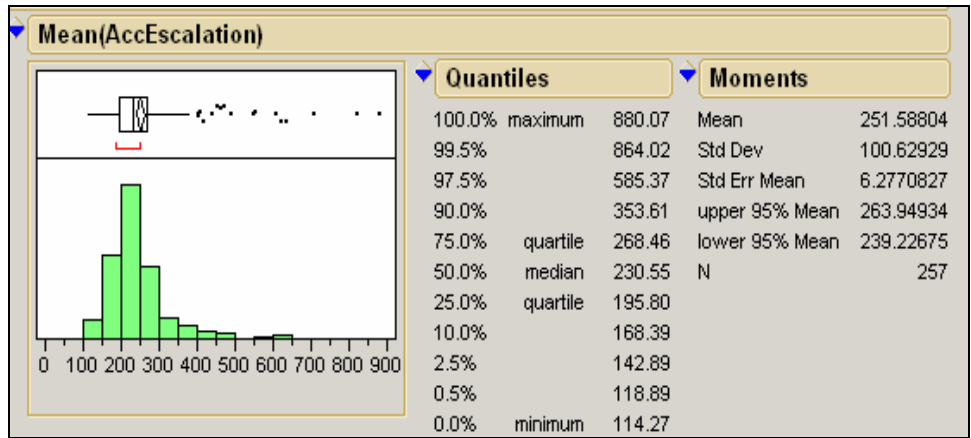 Mean(AccEscalation)
0 100 200 300 400 500 600 700 800 900
Quantiles
100.0% maximum 880.07
99.5% 864.02
97.5% 585.37
90.0% 353.61
75.0% quartile 268.46
50.0% median 230.55
25.0% quartile 195.80
10.0% 168.39
2.5% 142.89
0.5% 118.89
0.0% minimum 114.27
Moments
Mean 251.58804
Std Dev 100.62929
Std Err Mean 6.2770827
upper 95% Mean 263.94934
lower 95% Mean 239.22675
N 257